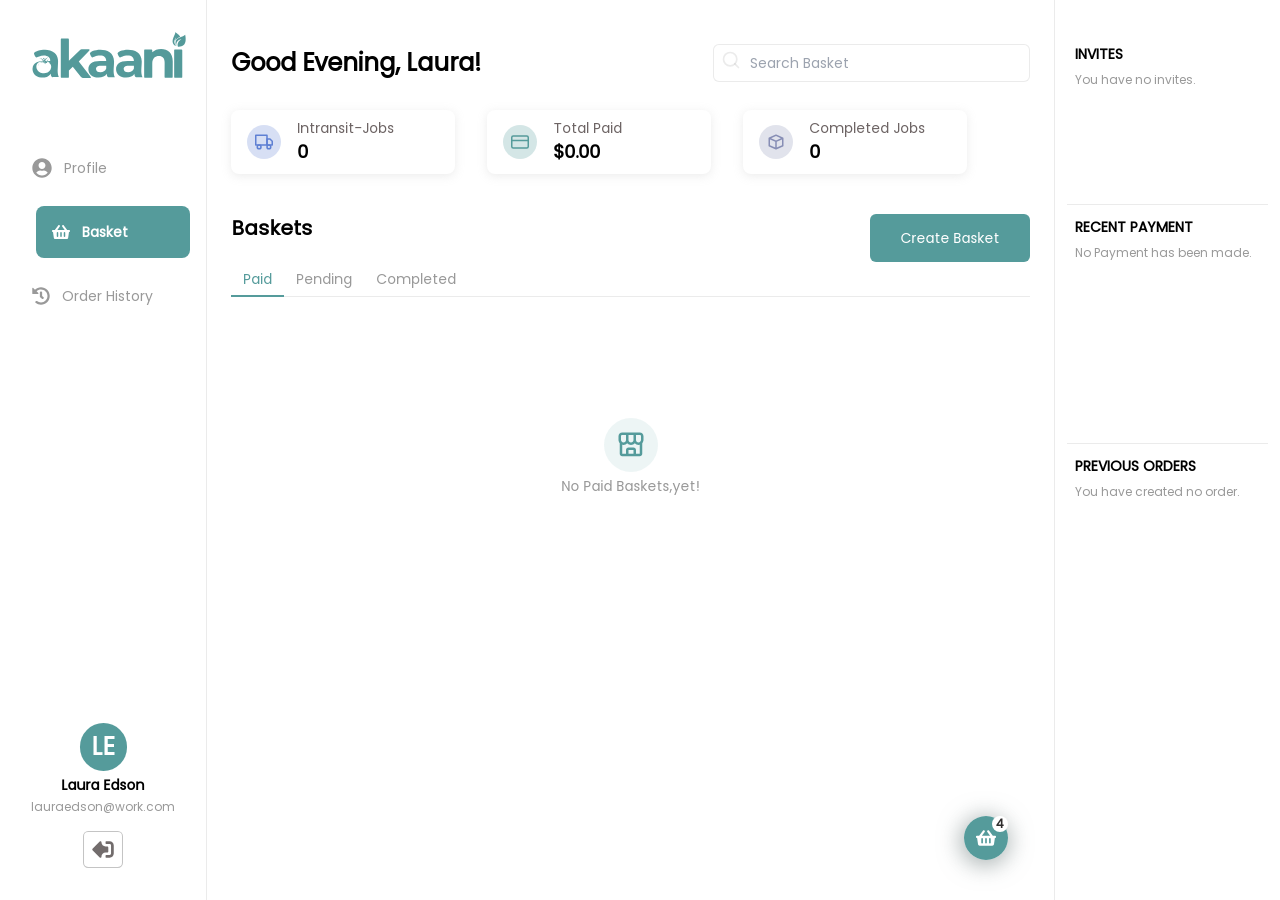 akaani
Profile
Basket
Order History
LE
Laura Edson
lauraedson@work.com
Good Evening, Laura!
Search Basket
Intransit-Jobs
0
Total Paid
$0.00
Completed Jobs
0
Baskets
Create Basket
Paid
Pending
Completed
No Paid Baskets,yet!
4
INVITES
You have no invites.
RECENT PAYMENT
No Payment has been made.
PREVIOUS ORDERS
You have created no order.